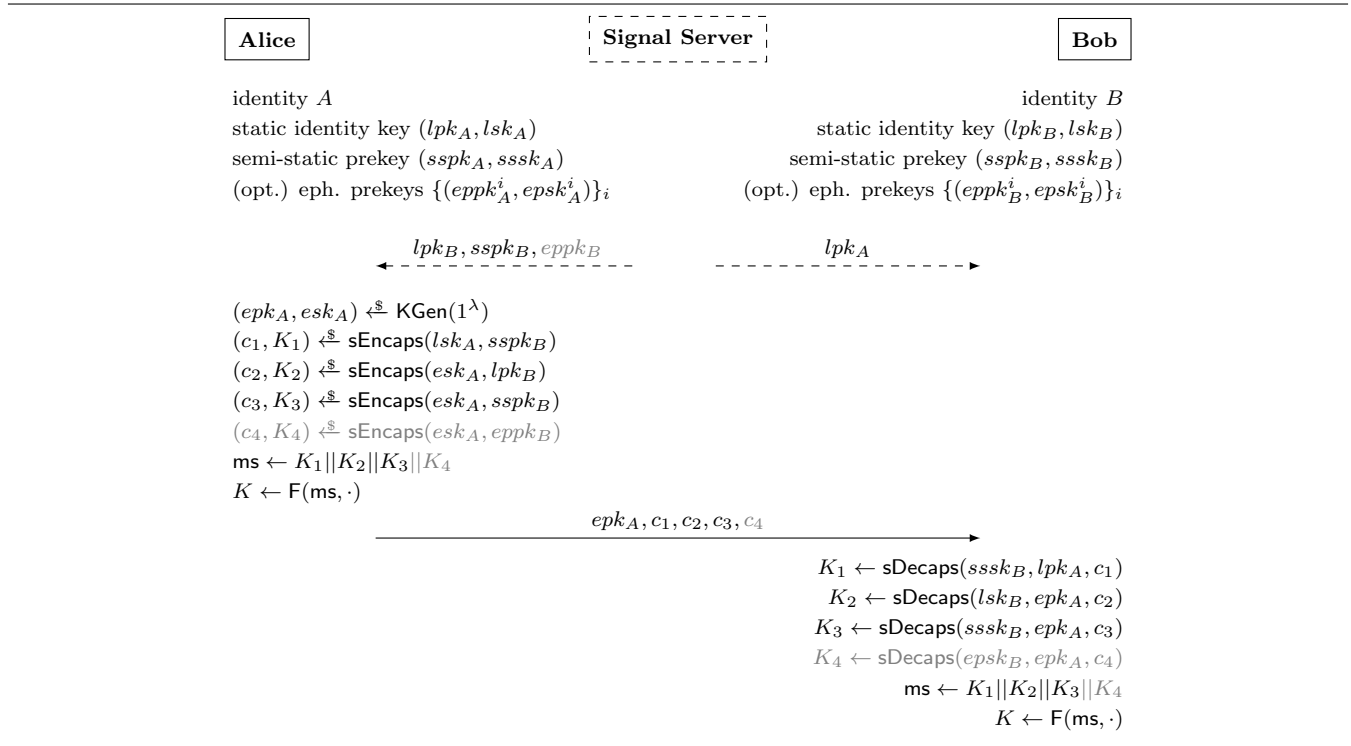 Alice Signal Server Bob
identity A identity B
static identity key (lpk_A, lsk_A) static identity key (lpk_B, lsk_B)
semi-static prekey (sspk_A, sssk_A) semi-static prekey (sspk_B, sssk_B)
(opt.) eph. prekeys {(eppk^i_A, epsk^i_A)}_i (opt.) eph. prekeys {(eppk^i_B, epsk^i_B)}_i
lpk_B, sspk_B, eppk_B lpk_A
(epk_A, esk_A) ←$ KGen(1^λ)
(c_1, K_1) ←$ sEncaps(lsk_A, sspk_B)
(c_2, K_2) ←$ sEncaps(esk_A, lpk_B)
(c_3, K_3) ←$ sEncaps(esk_A, sspk_B)
(c_4, K_4) ←$ sEncaps(esk_A, eppk_B)
ms ← K_1||K_2||K_3||K_4
K ← F(ms, ·)
epk_A, c_1, c_2, c_3, c_4
K_1 ← sDecaps(sssk_B, lpk_A, c_1)
K_2 ← sDecaps(lsk_B, epk_A, c_2)
K_3 ← sDecaps(sssk_B, epk_A, c_3)
K_4 ← sDecaps(epsk_B, epk_A, c_4)
ms ← K_1||K_2||K_3||K_4
K ← F(ms, ·)